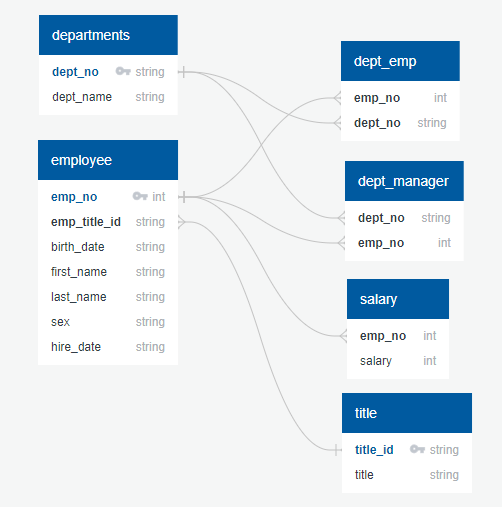 departments
dept_no string
dept_name string
employee
emp_no int
emp_title_id string
birth_date string
first_name string
last_name string
sex string
hire_date string
dept_emp
emp_no int
dept_no string
dept_manager
dept_no string
emp_no int
salary
emp_no int
salary int
title
title_id string
title string